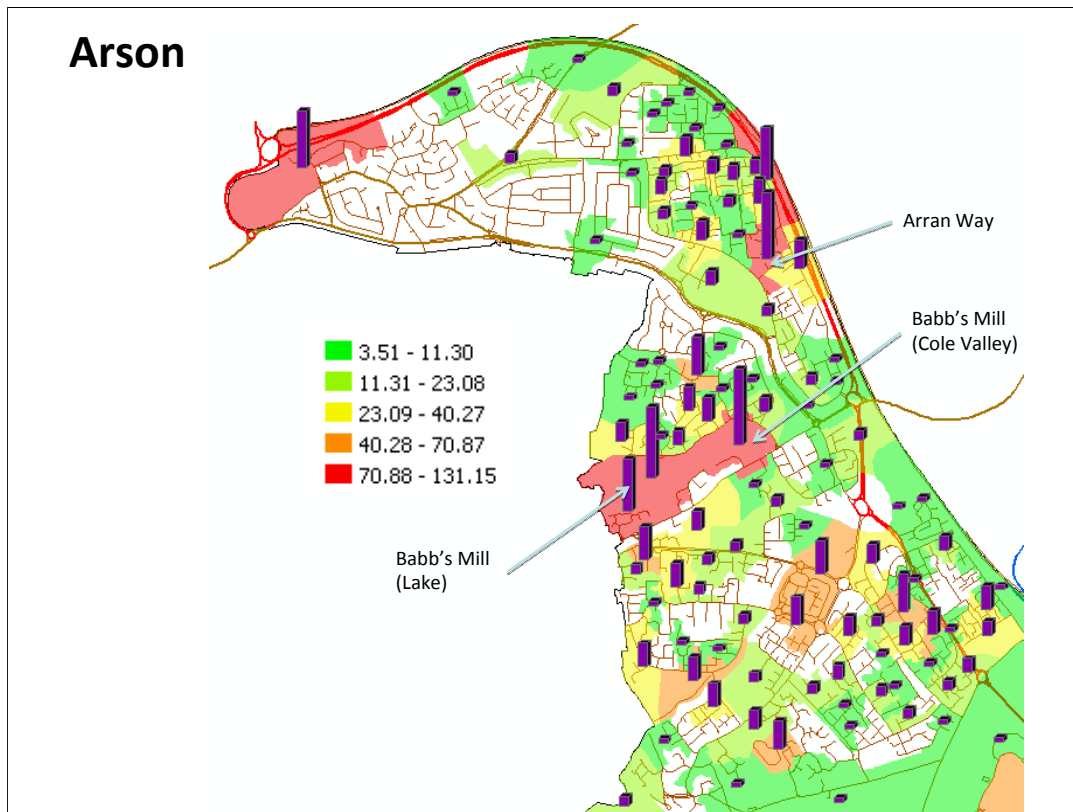 Arson
Arran Way
Babb's Mill
(Cole Valley)
3.51 - 11.30
11.31 - 23.08
23.09 - 40.27
40.28 - 70.87
70.88 - 131.15
Babb's Mill
(Lake)